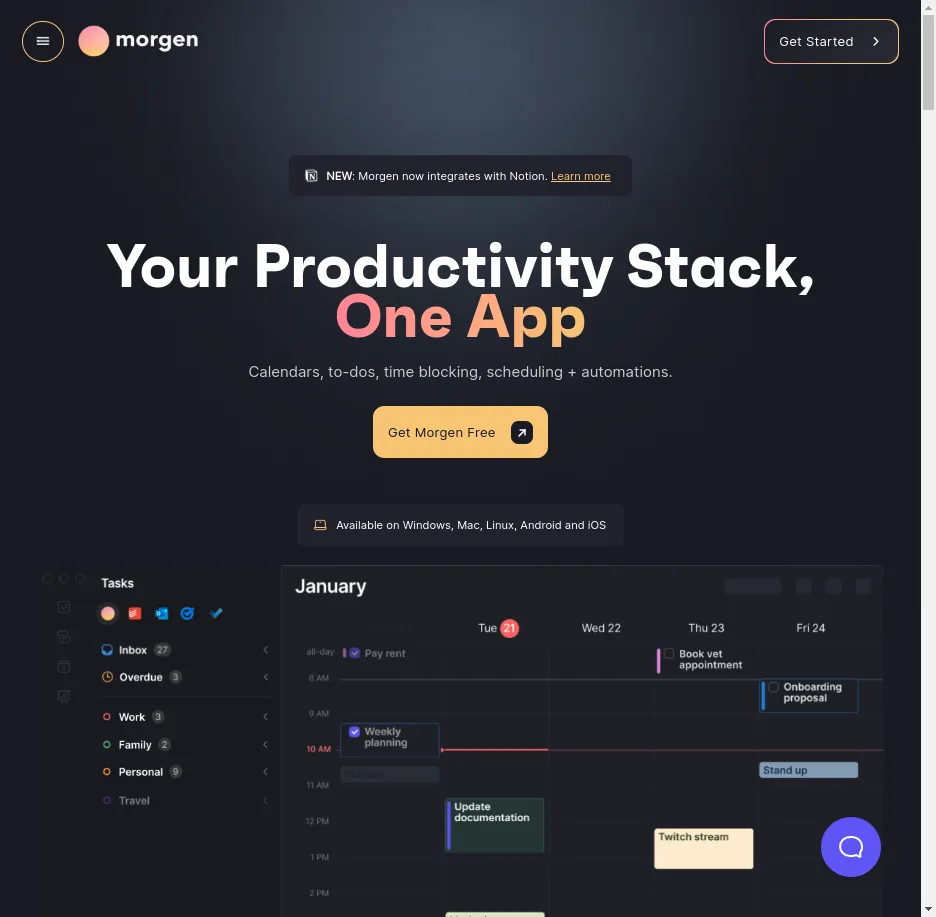 morgen
Get Started
NEW: Morgen now integrates with Notion. Learn more
Your Productivity Stack,
One App
Calendars, to-dos, time blocking, scheduling + automations.
Get Morgen Free
Available on Windows, Mac, Linux, Android and iOS
Tasks
Inbox 27
Overdue 3
Work 3
Family 2
Personal 9
Travel
January
Tue 21
Wed 22
Thu 23
Fri 24
all-day
Pay rent
Book vet
appointment
8 AM
Onboarding
proposal
9 AM
Weekly
planning
10 AM
Stand up
11 AM
Update
documentation
12 PM
Twitch stream
1 PM
2 PM